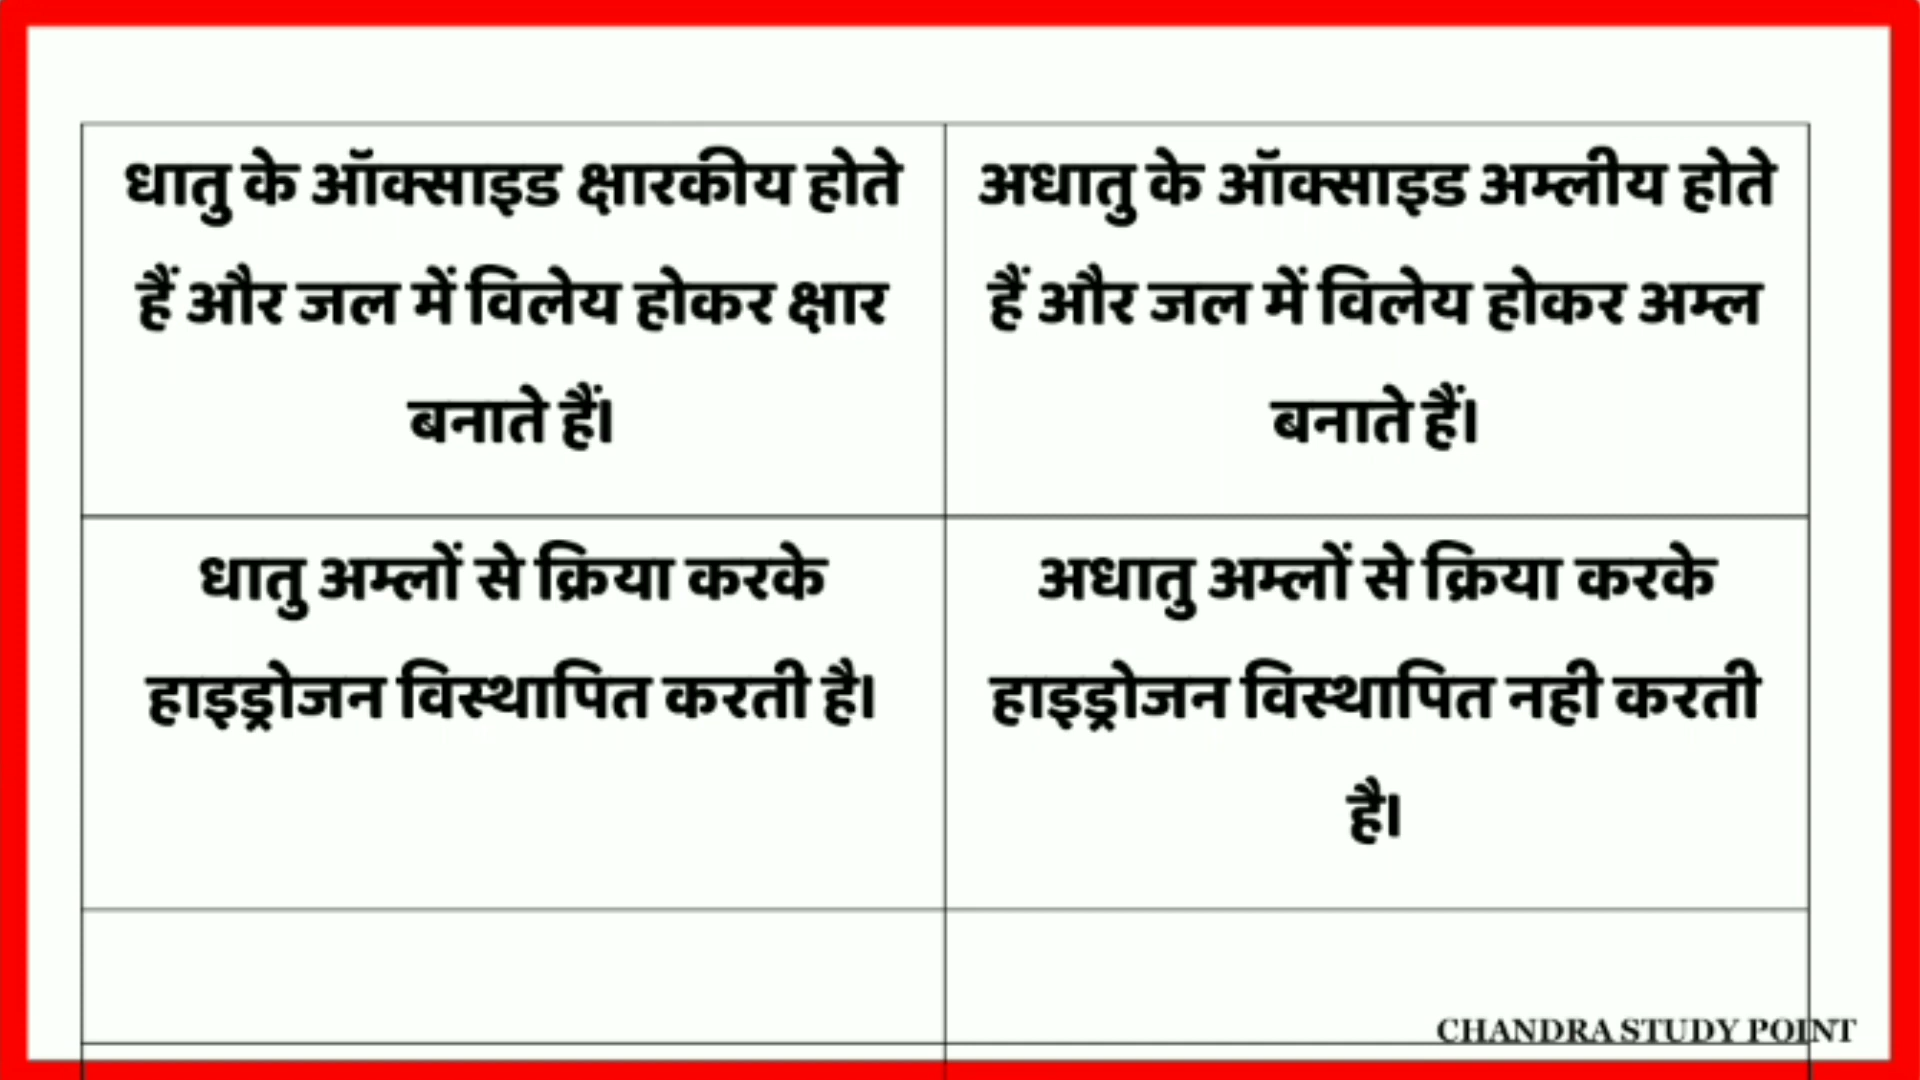 धातु के ऑक्साइड क्षारकीय होते
हैं और जल में विलेय होकर क्षार
बनाते हैं।
अधातु के ऑक्साइड अम्लीय होते
हैं और जल में विलेय होकर अम्ल
बनाते हैं।
धातु अम्लों से क्रिया करके
हाइड्रोजन विस्थापित करती है।
अधातु अम्लों से क्रिया करके
हाइड्रोजन विस्थापित नही करती
है।
CHANDRA STUDY POINT